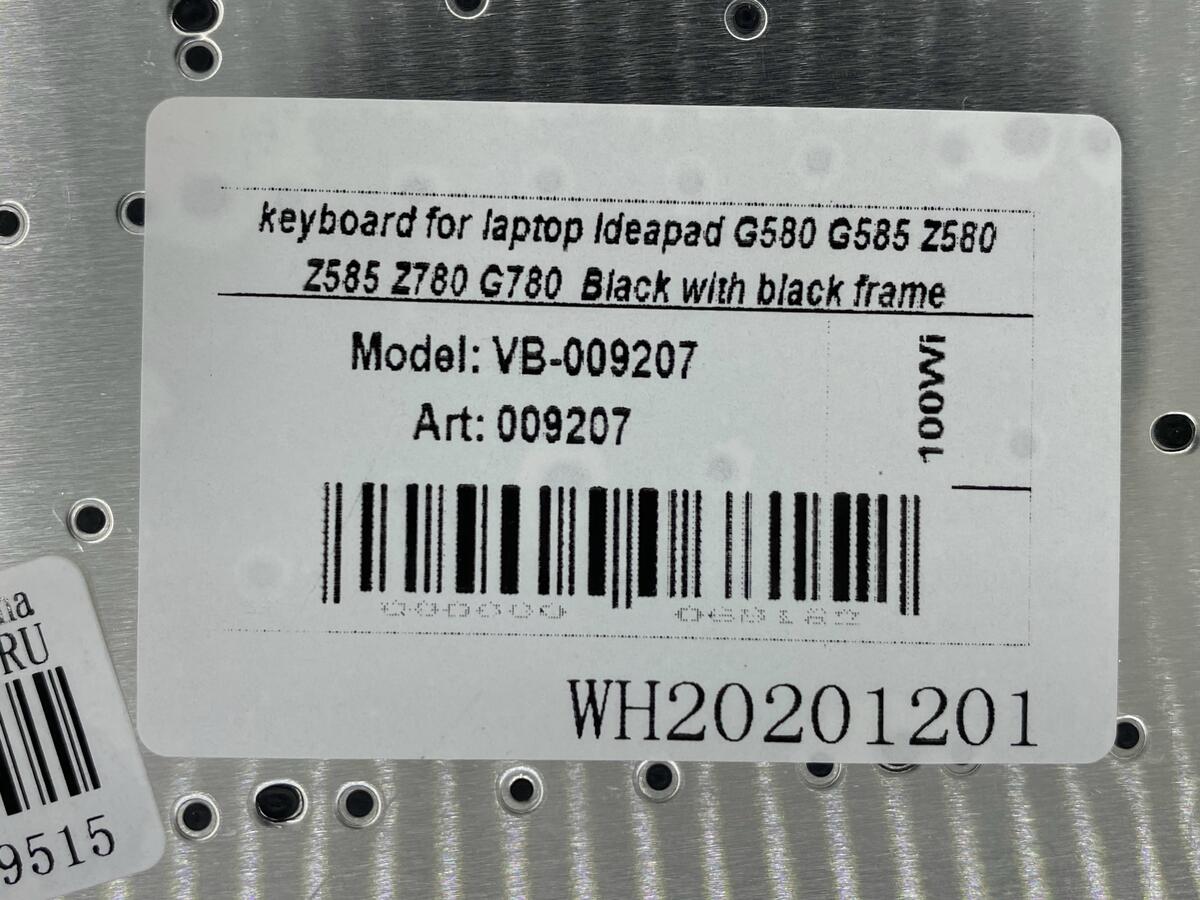 keyboard for laptop Ideapad G580 G585 Z580
Z585 Z780 G780 Black with black frame
Model: VB-009207
Art: 009207
100Wi
WH20201201
RU
9515